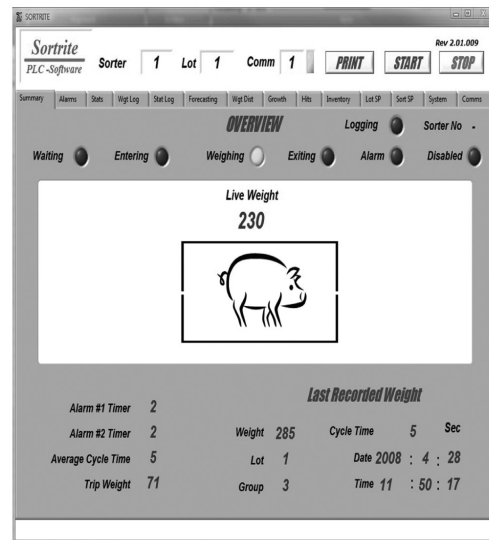 SORTRITE
Rev 2.01.009
Sortrite
PLC -Software
Sorter 1 Lot 1 Comm 1 PRINT START STOP
Summary Alarms Stats Wgt Log Stat Log Forecasting Wgt Dist Growth Hits Inventory Lot SP Sort SP System Comms
OVERVIEW Logging Sorter No -
Waiting Entering Weighing Exiting Alarm Disabled
Live Weight
230
Last Recorded Weight
Alarm #1 Timer 2
Alarm #2 Timer 2 Weight 285 Cycle Time 5 Sec
Average Cycle Time 5 Lot 1 Date 2008 : 4 : 28
Trip Weight 71 Group 3 Time 11 : 50 : 17